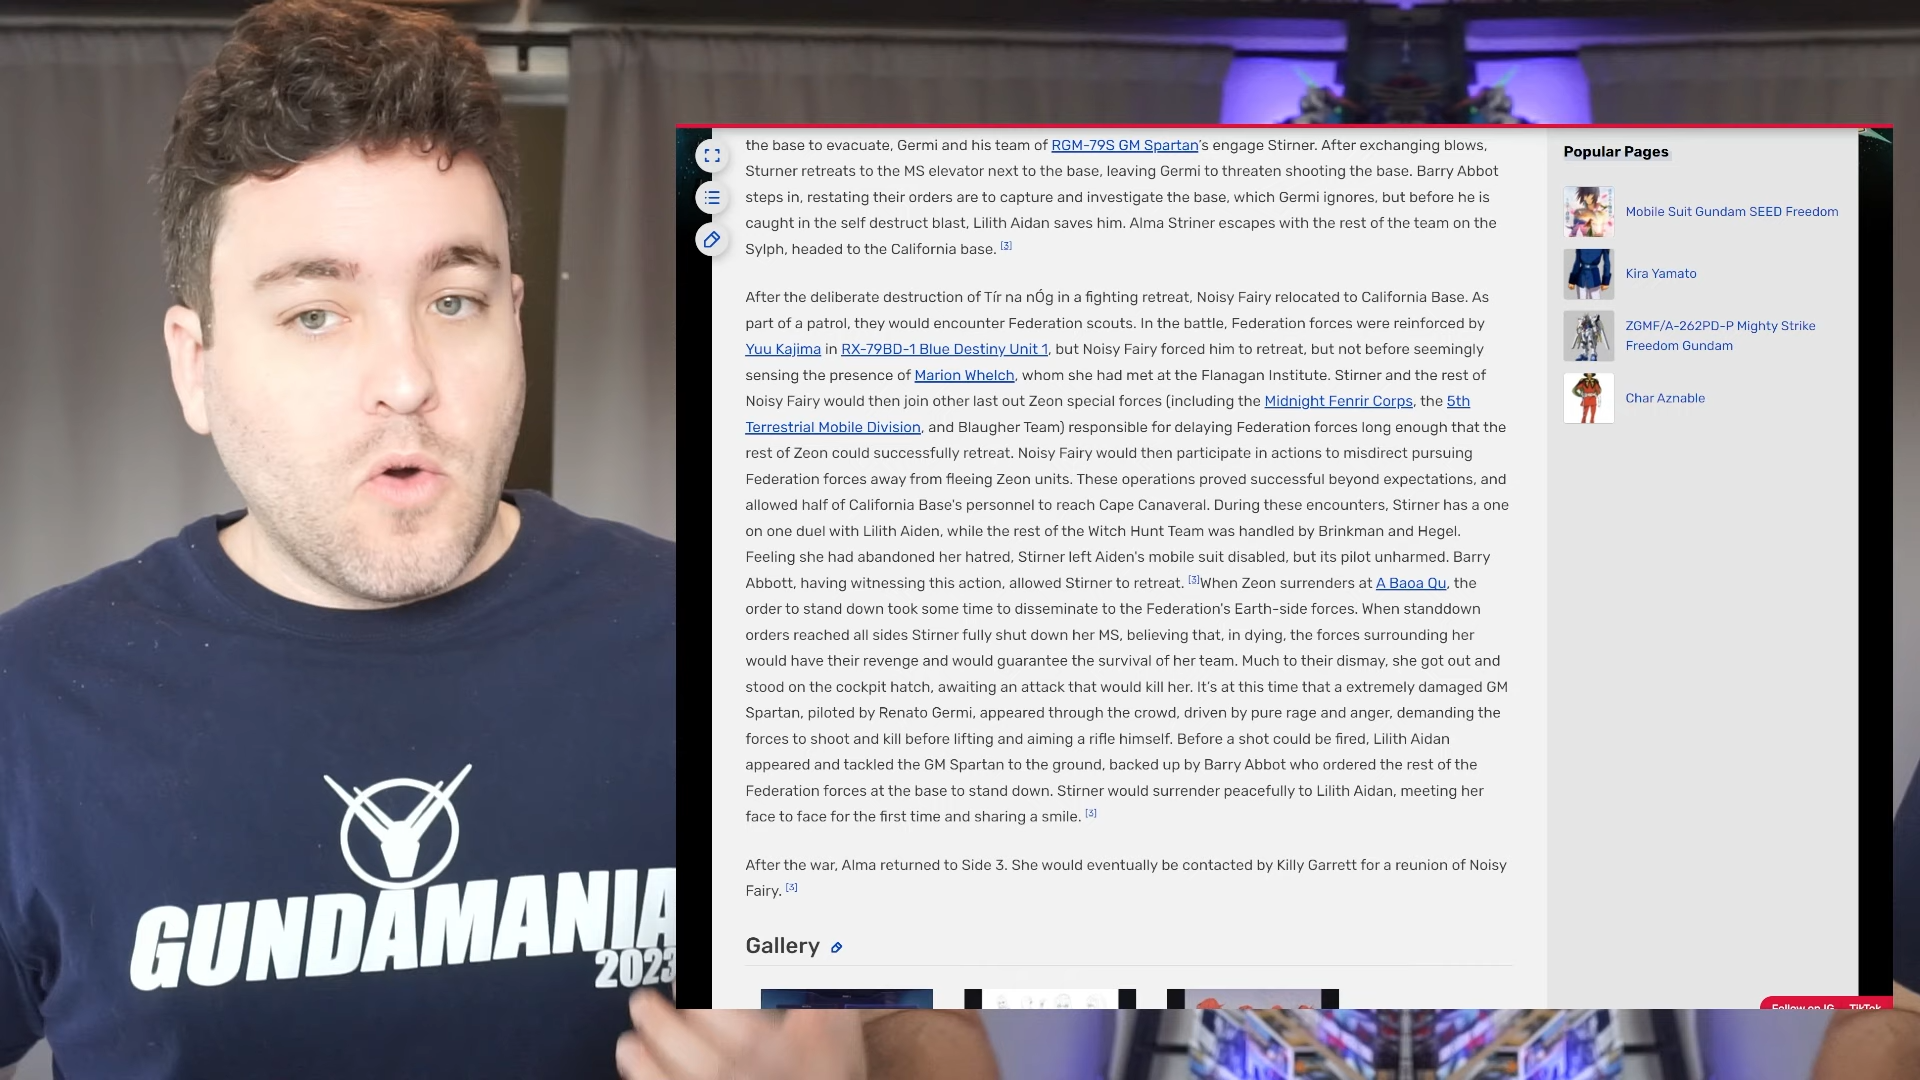 the base to evacuate, Germi and his team of RGM-79S GM Spartan's engage Stirner. After exchanging blows,
Sturner retreats to the MS elevator next to the base, leaving Germi to threaten shooting the base. Barry Abbot
steps in, restating their orders are to capture and investigate the base, which Germi ignores, but before he is
caught in the self destruct blast, Lilith Aidan saves him. Alma Striner escapes with the rest of the team on the
Sylph, headed to the California base. [3]
After the deliberate destruction of Tír na nÓg in a fighting retreat, Noisy Fairy relocated to California Base. As
part of a patrol, they would encounter Federation scouts. In the battle, Federation forces were reinforced by
Yuu Kajima in RX-79BD-1 Blue Destiny Unit 1, but Noisy Fairy forced him to retreat, but not before seemingly
sensing the presence of Marion Whelch, whom she had met at the Flanagan Institute. Stirner and the rest of
Noisy Fairy would then join other last out Zeon special forces (including the Midnight Fenrir Corps, the 5th
Terrestrial Mobile Division, and Blaugher Team) responsible for delaying Federation forces long enough that the
rest of Zeon could successfully retreat. Noisy Fairy would then participate in actions to misdirect pursuing
Federation forces away from fleeing Zeon units. These operations proved successful beyond expectations, and
allowed half of California Base's personnel to reach Cape Canaveral. During these encounters, Stirner has a one
on one duel with Lilith Aiden, while the rest of the Witch Hunt Team was handled by Brinkman and Hegel.
Feeling she had abandoned her hatred, Stirner left Aiden's mobile suit disabled, but its pilot unharmed. Barry
Abbott, having witnessing this action, allowed Stirner to retreat. [3]When Zeon surrenders at A Baoa Qu, the
order to stand down took some time to disseminate to the Federation's Earth-side forces. When standdown
orders reached all sides Stirner fully shut down her MS, believing that, in dying, the forces surrounding her
would have their revenge and would guarantee the survival of her team. Much to their dismay, she got out and
stood on the cockpit hatch, awaiting an attack that would kill her. It's at this time that a extremely damaged GM
Spartan, piloted by Renato Germi, appeared through the crowd, driven by pure rage and anger, demanding the
forces to shoot and kill before lifting and aiming a rifle himself. Before a shot could be fired, Lilith Aidan
appeared and tackled the GM Spartan to the ground, backed up by Barry Abbot who ordered the rest of the
Federation forces at the base to stand down. Stirner would surrender peacefully to Lilith Aidan, meeting her
face to face for the first time and sharing a smile. [3]
After the war, Alma returned to Side 3. She would eventually be contacted by Killy Garrett for a reunion of Noisy
Fairy. [3]
Gallery
Popular Pages
Mobile Suit Gundam SEED Freedom
Kira Yamato
ZGMF/A-262PD-P Mighty Strike
Freedom Gundam
Char Aznable
Follow on IG TikTok
GUNDAMANIA
2023